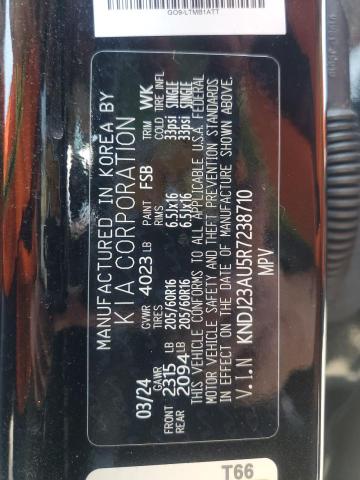 GO9-LTMB1ATT
MANUFACTURED IN KOREA BY
KIA CORPORATION
03/24 GVWR 4023 LB PAINT FSB TRIM WK
GAWR TIRES RIMS COLD TIRE INFL
FRONT 2315 LB 205/60R16 6.5Jx16 33psi SINGLE
REAR 2094 LB 205/60R16 6.5Jx16 33psi SINGLE
THIS VEHICLE CONFORMS TO ALL APPLICABLE U.S.A. FEDERAL
MOTOR VEHICLE SAFETY AND THEFT PREVENTION STANDARDS
IN EFFECT ON THE DATE OF MANUFACTURE SHOWN ABOVE.
V.I.N KNDJ23AU5R7238710
MPV
T66